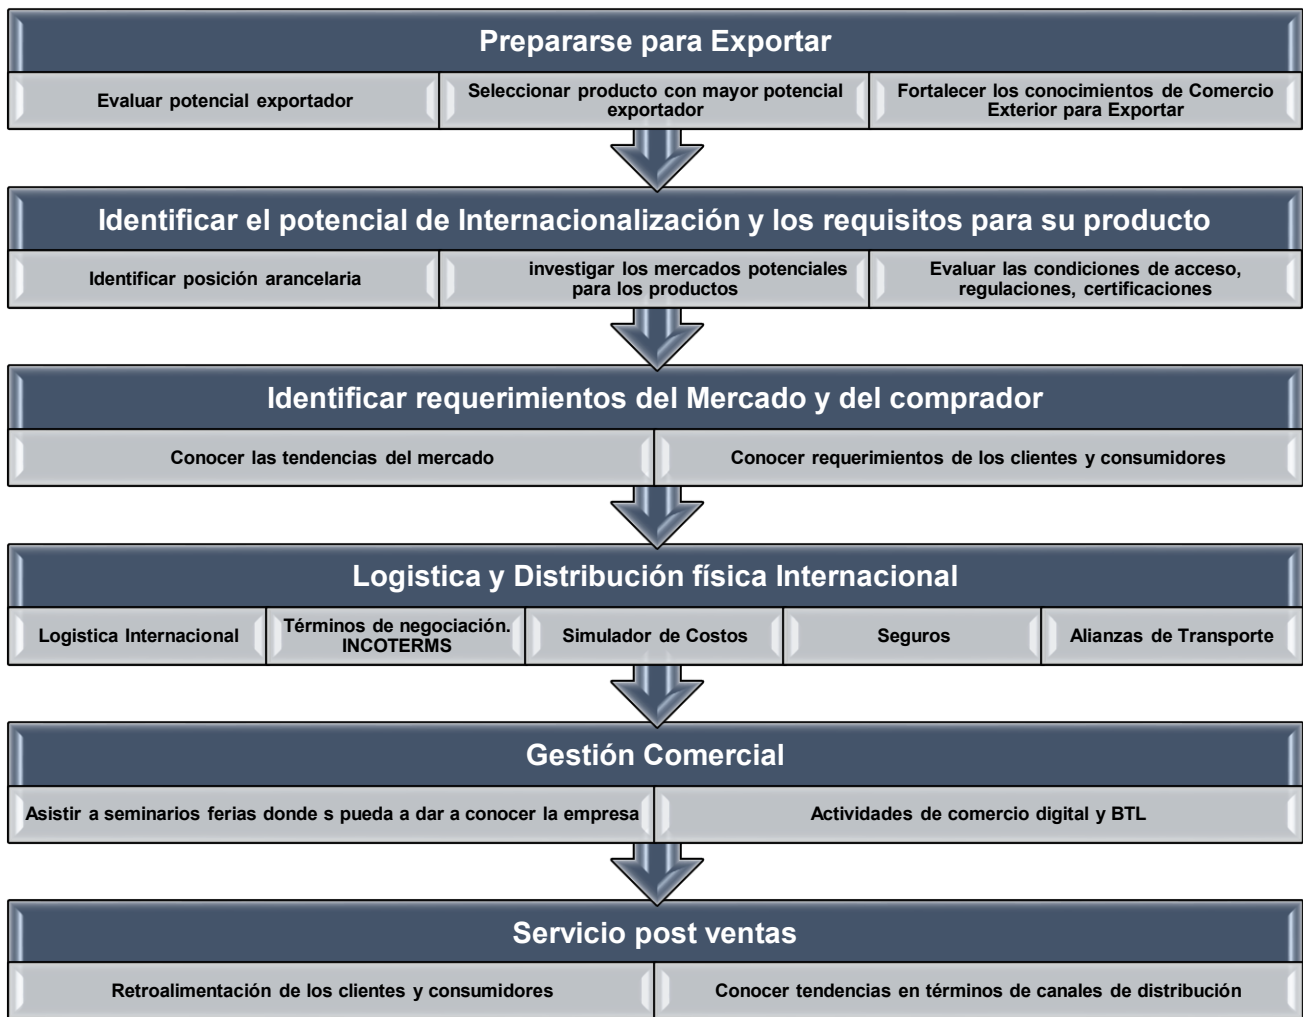 Prepararse para Exportar
Evaluar potencial exportador
Seleccionar producto con mayor potencial
exportador
Fortalecer los conocimientos de Comercio
Exterior para Exportar
Identificar el potencial de Internacionalización y los requisitos para su producto
Identificar posición arancelaria
investigar los mercados potenciales
para los productos
Evaluar las condiciones de acceso,
regulaciones, certificaciones
Identificar requerimientos del Mercado y del comprador
Conocer las tendencias del mercado
Conocer requerimientos de los clientes y consumidores
Logistica y Distribución física Internacional
Logistica Internacional
Términos de negociación.
INCOTERMS
Simulador de Costos
Seguros
Alianzas de Transporte
Gestión Comercial
Asistir a seminarios ferias donde s pueda a dar a conocer la empresa
Actividades de comercio digital y BTL
Servicio post ventas
Retroalimentación de los clientes y consumidores
Conocer tendencias en términos de canales de distribución